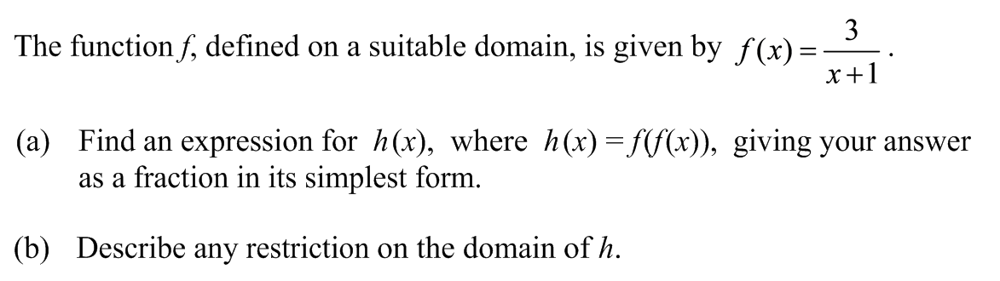 The function f, defined on a suitable domain, is given by f(x) = 3/(x+1) .
(a) Find an expression for h(x), where h(x) = f(f(x)), giving your answer
as a fraction in its simplest form.
(b) Describe any restriction on the domain of h.